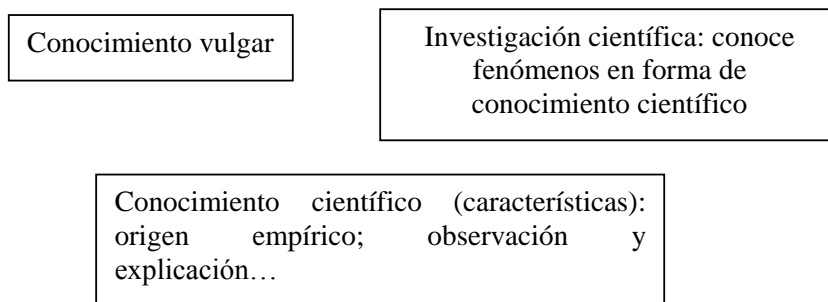 Conocimiento vulgar
Investigación científica: conoce
fenómenos en forma de
conocimiento científico
Conocimiento científico (características):
origen empírico; observación y
explicación…